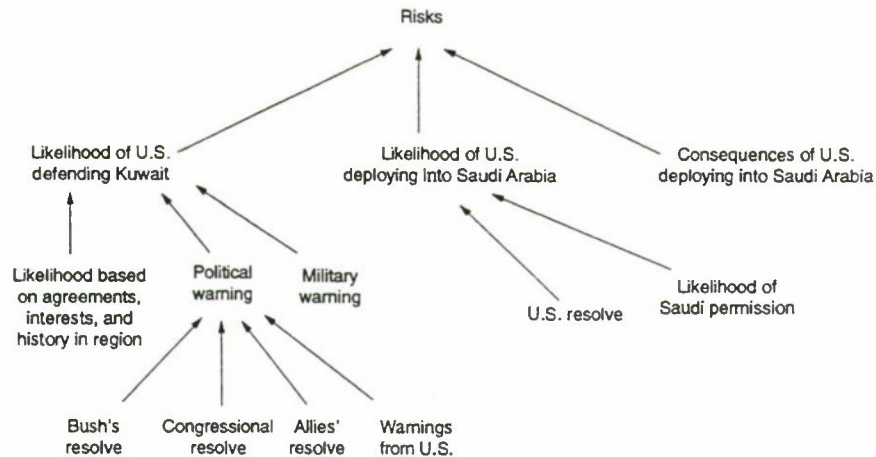 Risks
Likelihood of U.S.
defending Kuwait
Likelihood of U.S.
deploying into Saudi Arabia
Consequences of U.S.
deploying into Saudi Arabia
Likelihood based
on agreements,
interests, and
history in region
Political
warning
Military
warning
U.S. resolve
Likelihood of
Saudi permission
Bush's
resolve
Congressional
resolve
Allies'
resolve
Warnings
from U.S.